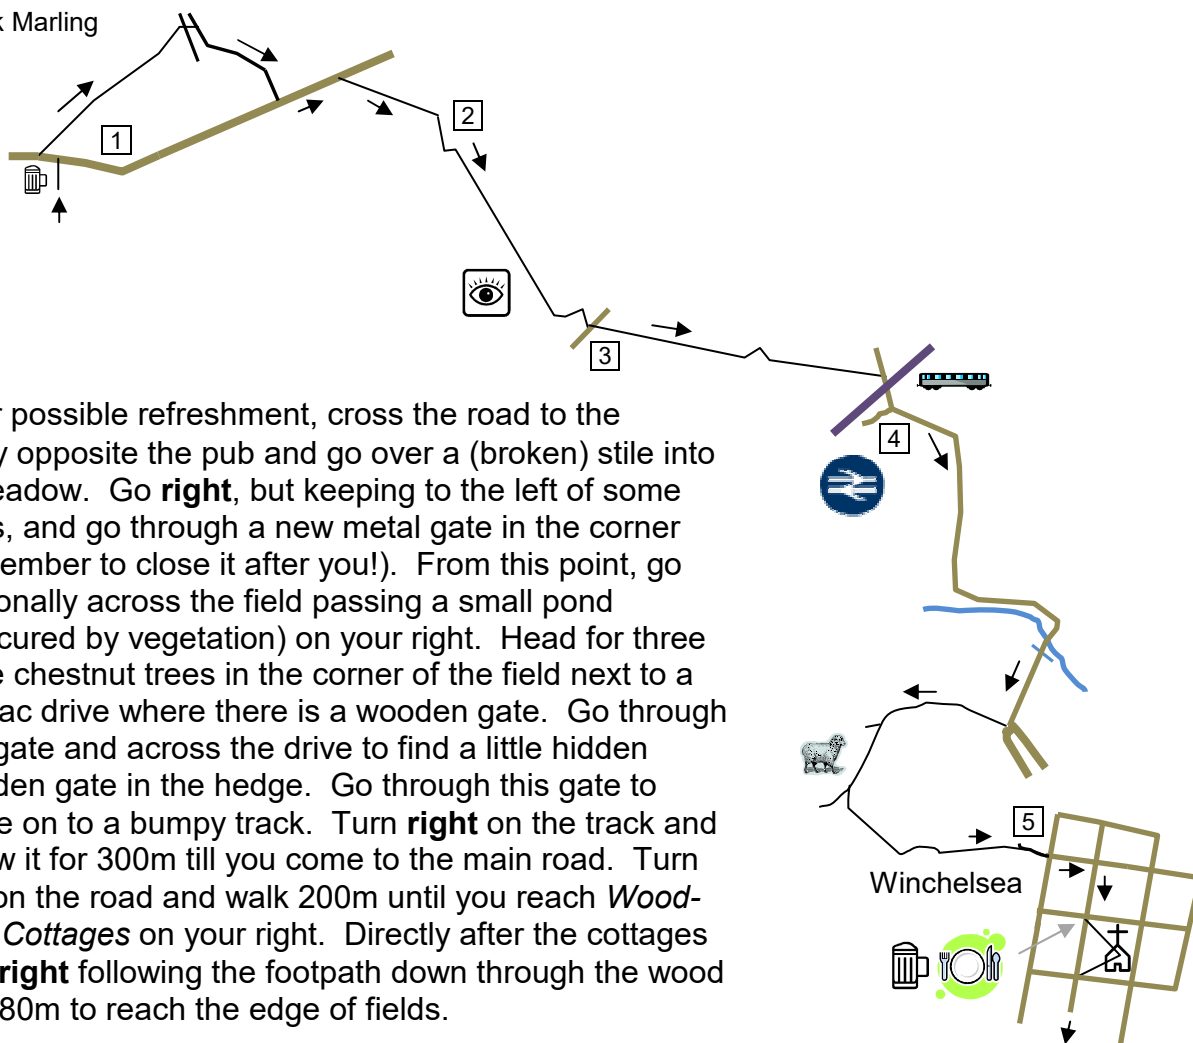 k Marling
1
2
3
4
r possible refreshment, cross the road to the
y opposite the pub and go over a (broken) stile into
eadow. Go right, but keeping to the left of some
s, and go through a new metal gate in the corner
ember to close it after you!). From this point, go
onally across the field passing a small pond
cured by vegetation) on your right. Head for three
e chestnut trees in the corner of the field next to a
ac drive where there is a wooden gate. Go through
gate and across the drive to find a little hidden
den gate in the hedge. Go through this gate to
e on to a bumpy track. Turn right on the track and
w it for 300m till you come to the main road. Turn
on the road and walk 200m until you reach Wood-
Cottages on your right. Directly after the cottages
right following the footpath down through the wood
80m to reach the edge of fields.
5
Winchelsea